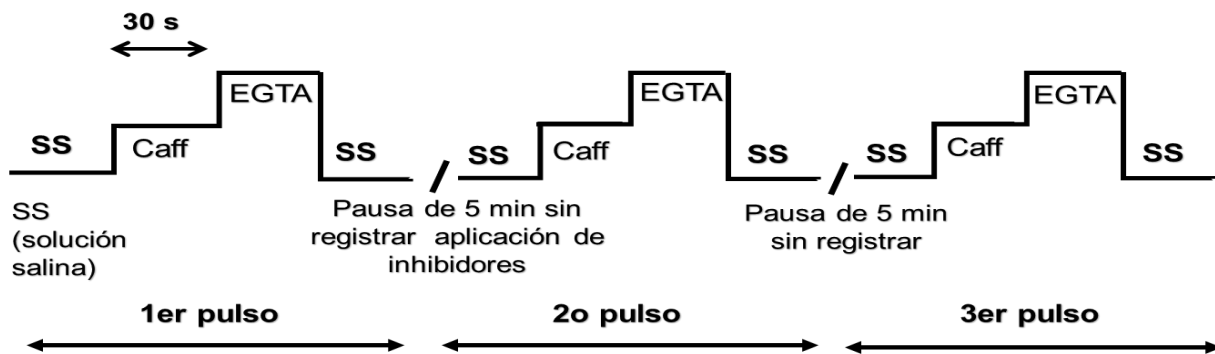 30 s
SS
Caff
EGTA
SS
SS
Caff
EGTA
SS
SS
Caff
EGTA
SS
SS
(solución
salina)
Pausa de 5 min sin
registrar aplicación de
inhibidores
Pausa de 5 min
sin registrar
1er pulso
2o pulso
3er pulso